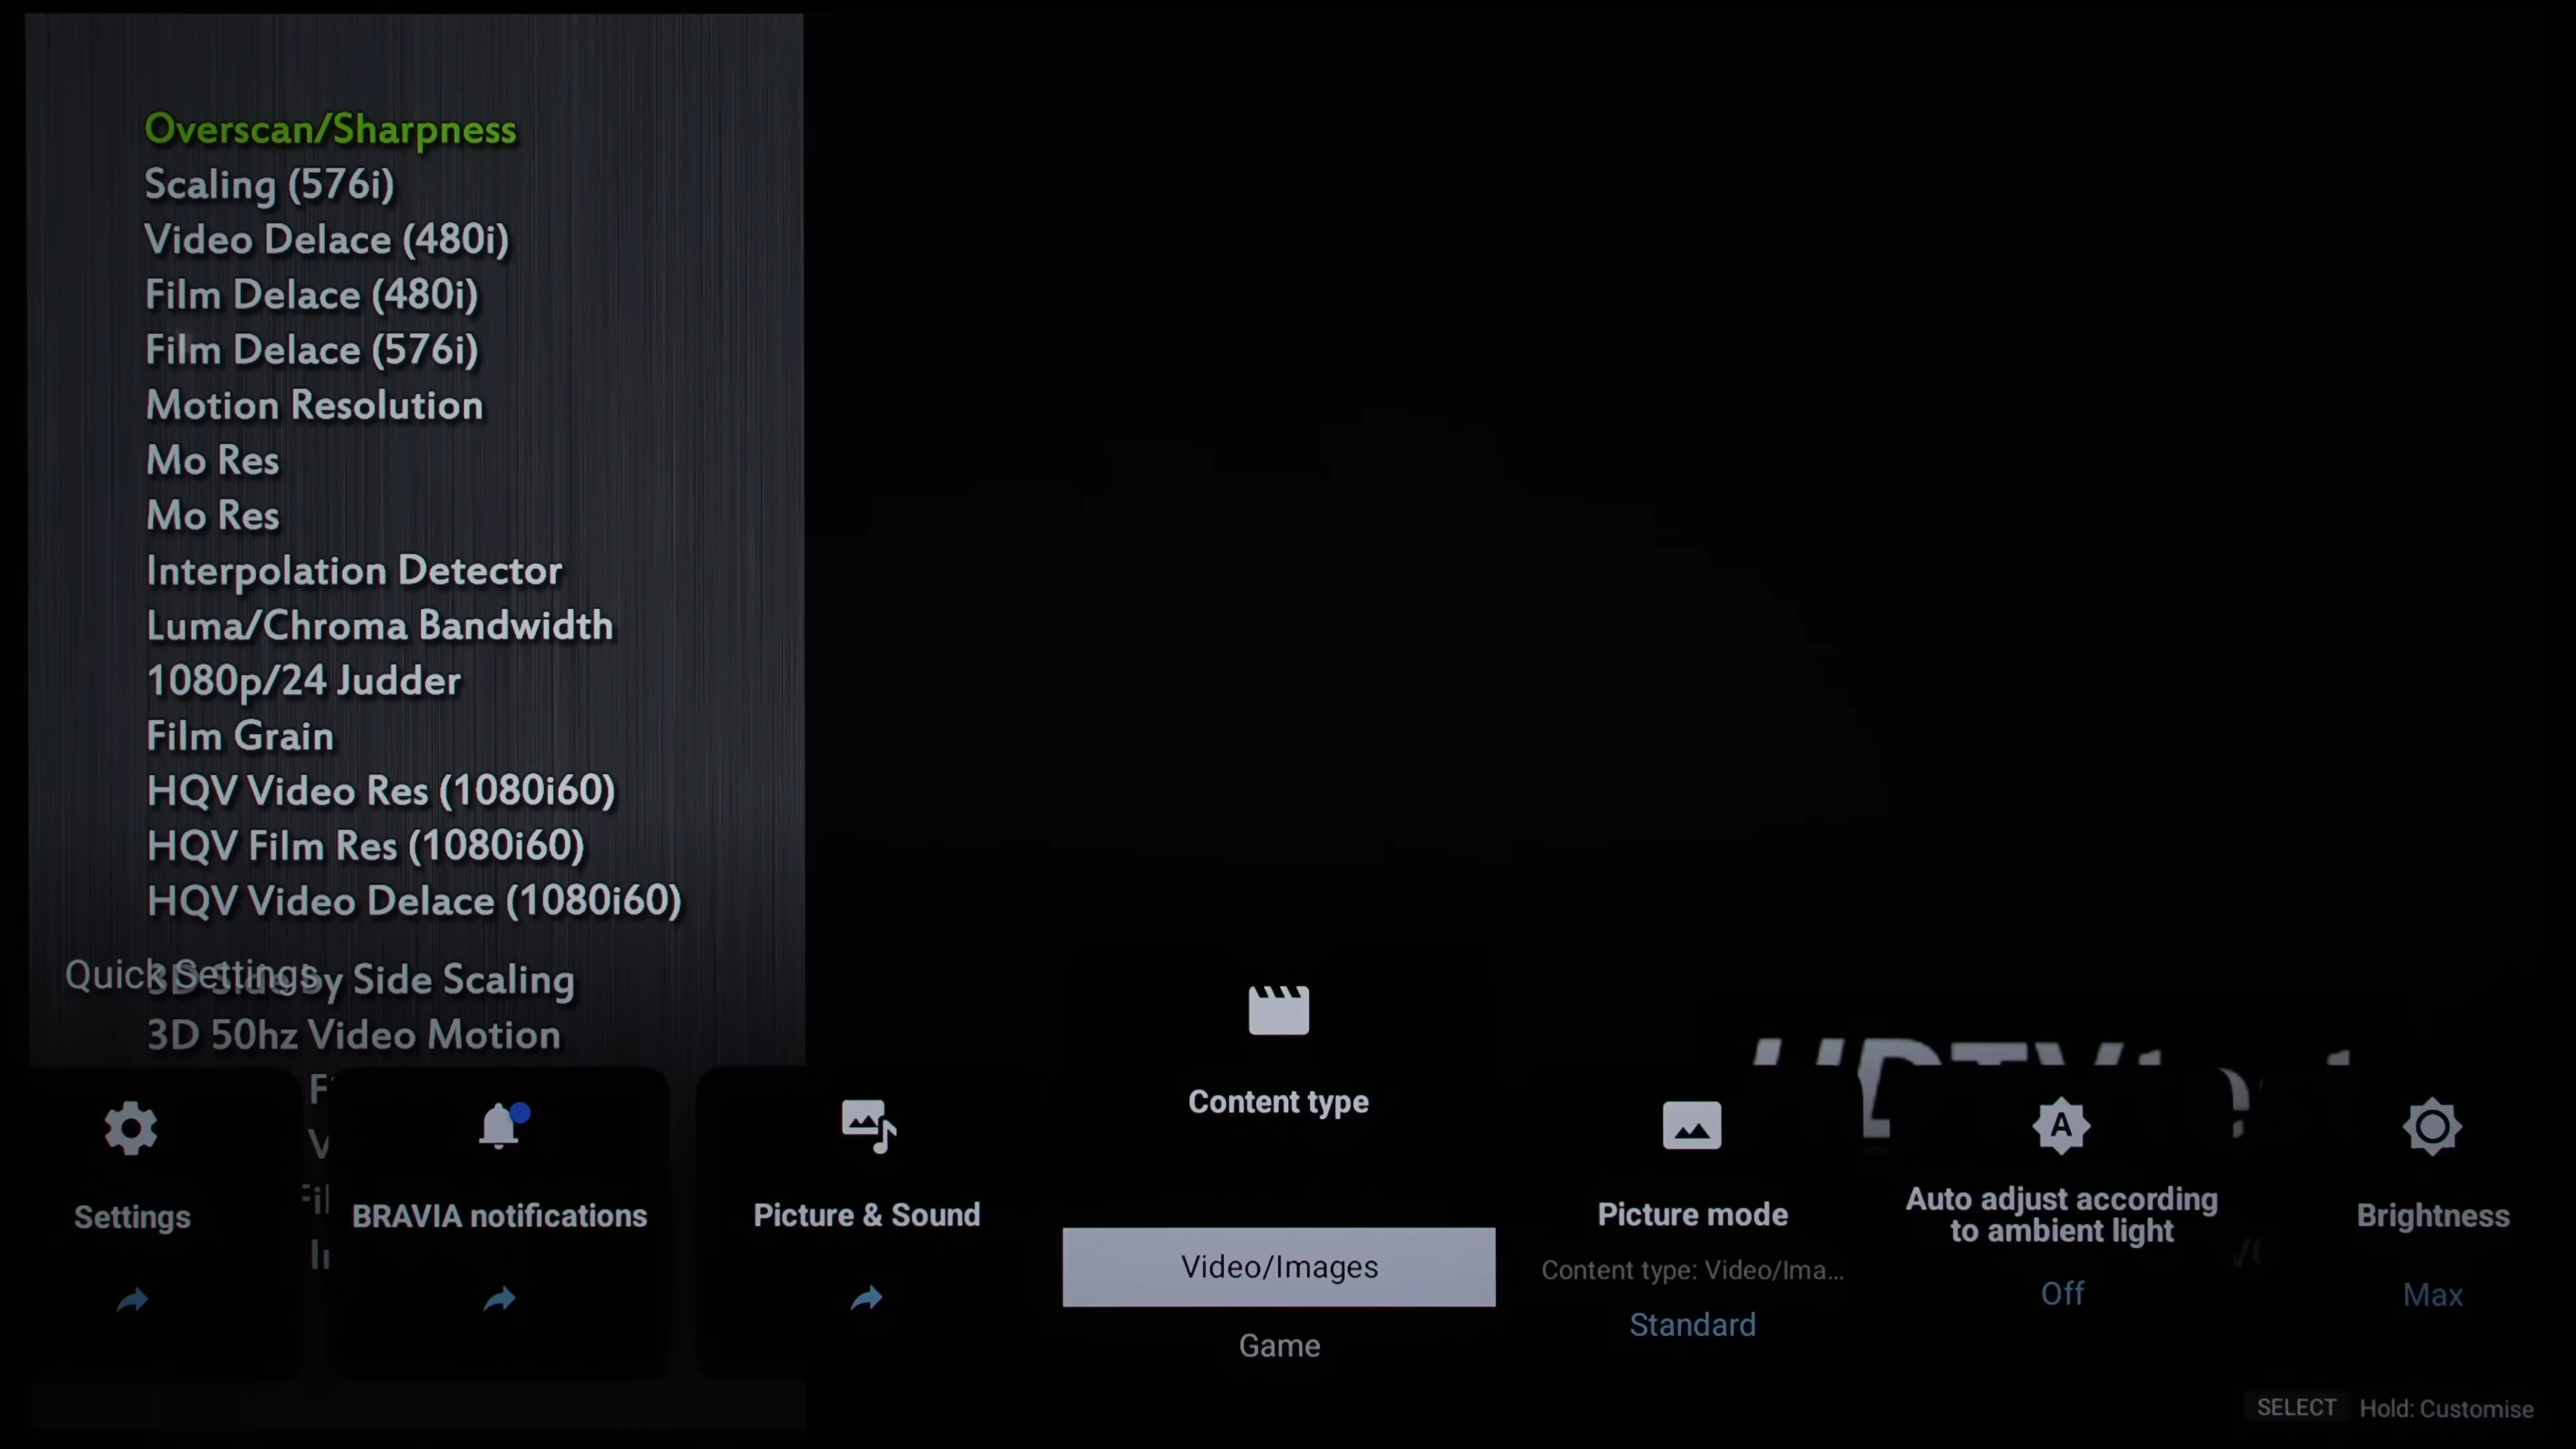 Overscan/Sharpness
Scaling (576i)
Video Delace (480i)
Film Delace (480i)
Film Delace (576i)
Motion Resolution
Mo Res
Mo Res
Interpolation Detector
Luma/Chroma Bandwidth
1080p/24 Judder
Film Grain
HQV Video Res (1080i60)
HQV Film Res (1080i60)
HQV Video Delace (1080i60)
Quick Settings
3D Side by Side Scaling
3D 50hz Video Motion
Settings
BRAVIA notifications
Picture & Sound
Content type
Video/Images
Game
Picture mode
Content type: Video/Ima...
Standard
Auto adjust according
to ambient light
Off
Brightness
Max
SELECT Hold: Customise